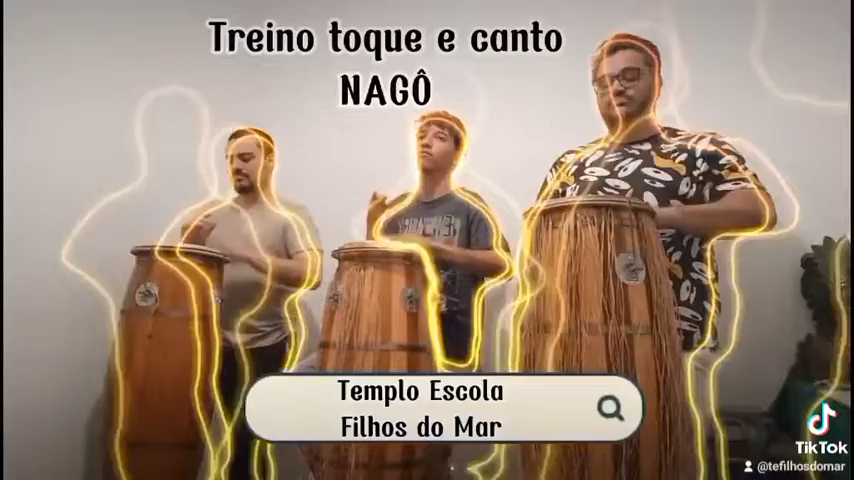 Treino toque e canto
NAGÔ
Templo Escola
Filhos do Mar
TikTok
@tefilhosdomar